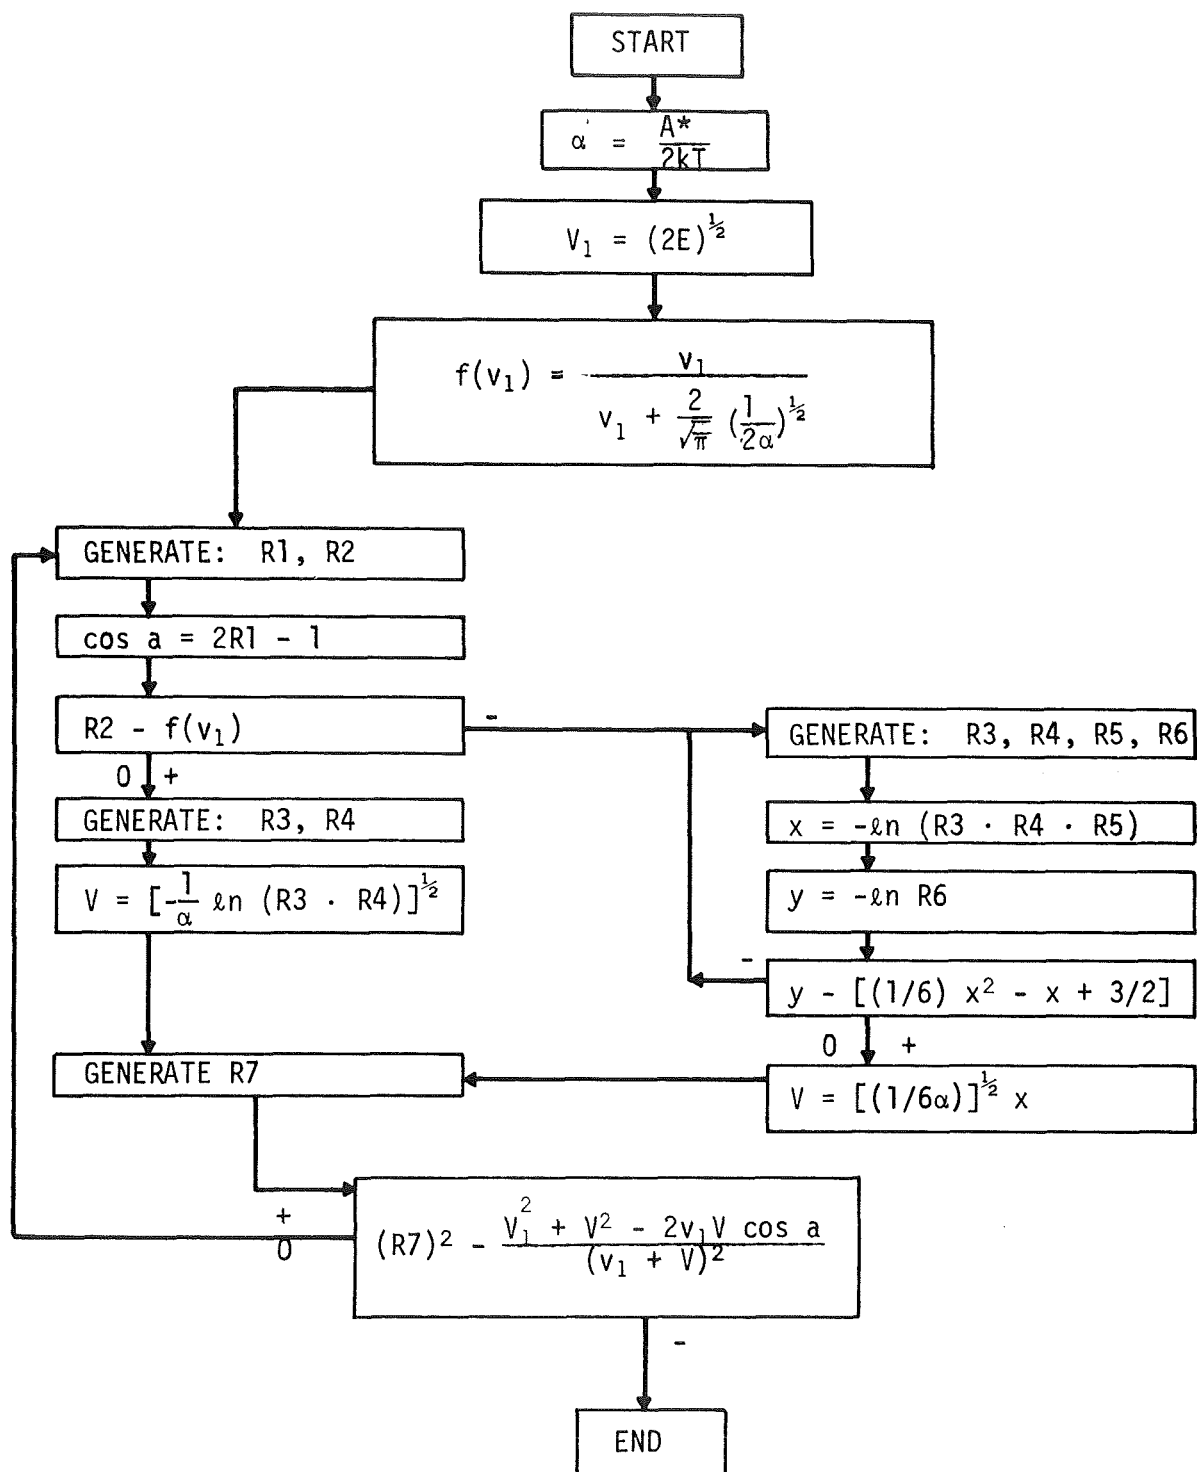 START
α = A*/2kT
V₁ = (2E)^½
f(v₁) = v₁ / (v₁ + 2/√π (1/2α)^½)
GENERATE: R1, R2
cos a = 2R1 - 1
R2 - f(v₁)
-
0 +
GENERATE: R3, R4
V = [-1/α ℓn (R3 · R4)]^½
GENERATE: R3, R4, R5, R6
x = -ℓn (R3 · R4 · R5)
y = -ℓn R6
-
y - [(1/6) x² - x + 3/2]
0 +
V = [(1/6α)]^½ x
GENERATE R7
+
0
(R7)² - (V₁² + V² - 2v₁V cos a) / (v₁ + V)²
-
END